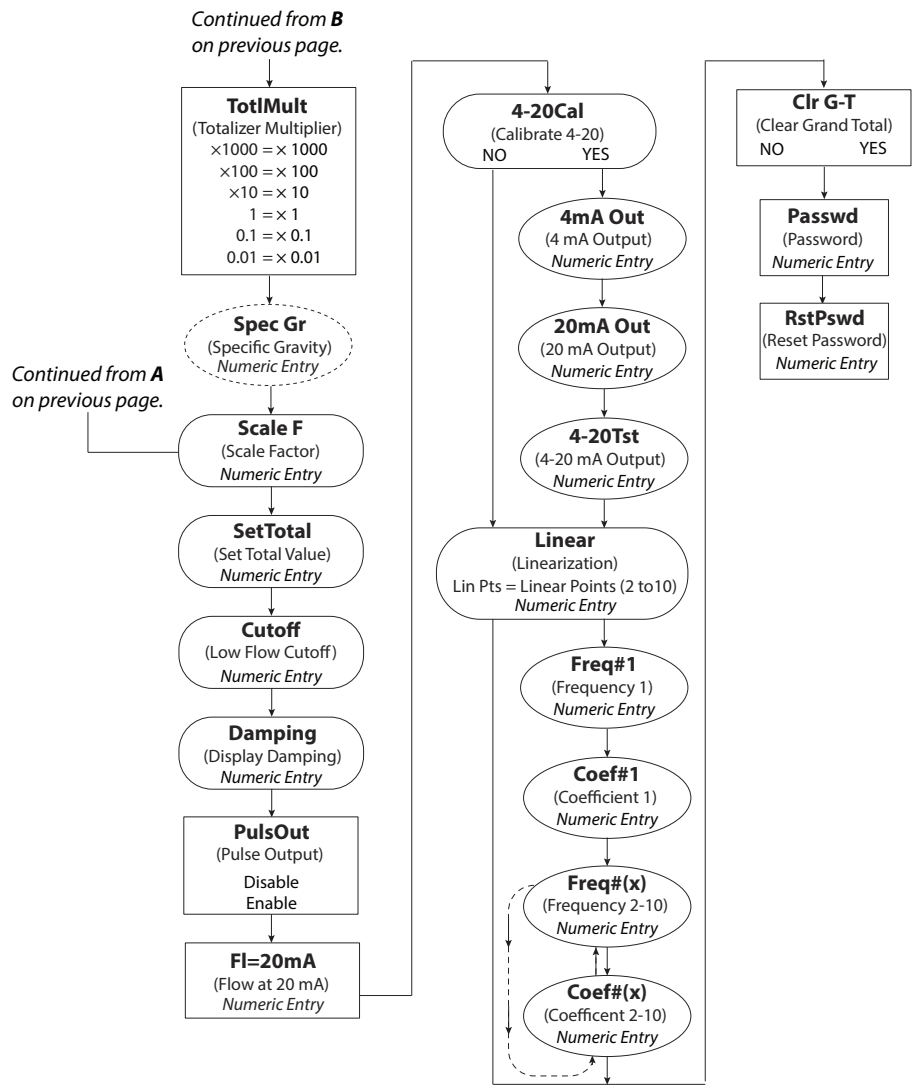 Continued from B
on previous page.
TotlMult
(Totalizer Multiplier)
×1000 = × 1000
×100 = × 100
×10 = × 10
1 = × 1
0.1 = × 0.1
0.01 = × 0.01
Spec Gr
(Specific Gravity)
Numeric Entry
Continued from A
on previous page.
Scale F
(Scale Factor)
Numeric Entry
SetTotal
(Set Total Value)
Numeric Entry
Cutoff
(Low Flow Cutoff)
Numeric Entry
Damping
(Display Damping)
Numeric Entry
PulsOut
(Pulse Output)
Disable
Enable
Fl=20mA
(Flow at 20 mA)
Numeric Entry
4-20Cal
(Calibrate 4-20)
NO YES
4mA Out
(4 mA Output)
Numeric Entry
20mA Out
(20 mA Output)
Numeric Entry
4-20Tst
(4-20 mA Output)
Numeric Entry
Linear
(Linearization)
Lin Pts = Linear Points (2 to10)
Numeric Entry
Freq#1
(Frequency 1)
Numeric Entry
Coef#1
(Coefficient 1)
Numeric Entry
Freq#(x)
(Frequency 2-10)
Numeric Entry
Coef#(x)
(Coefficent 2-10)
Numeric Entry
Clr G-T
(Clear Grand Total)
NO YES
Passwd
(Password)
Numeric Entry
RstPswd
(Reset Password)
Numeric Entry